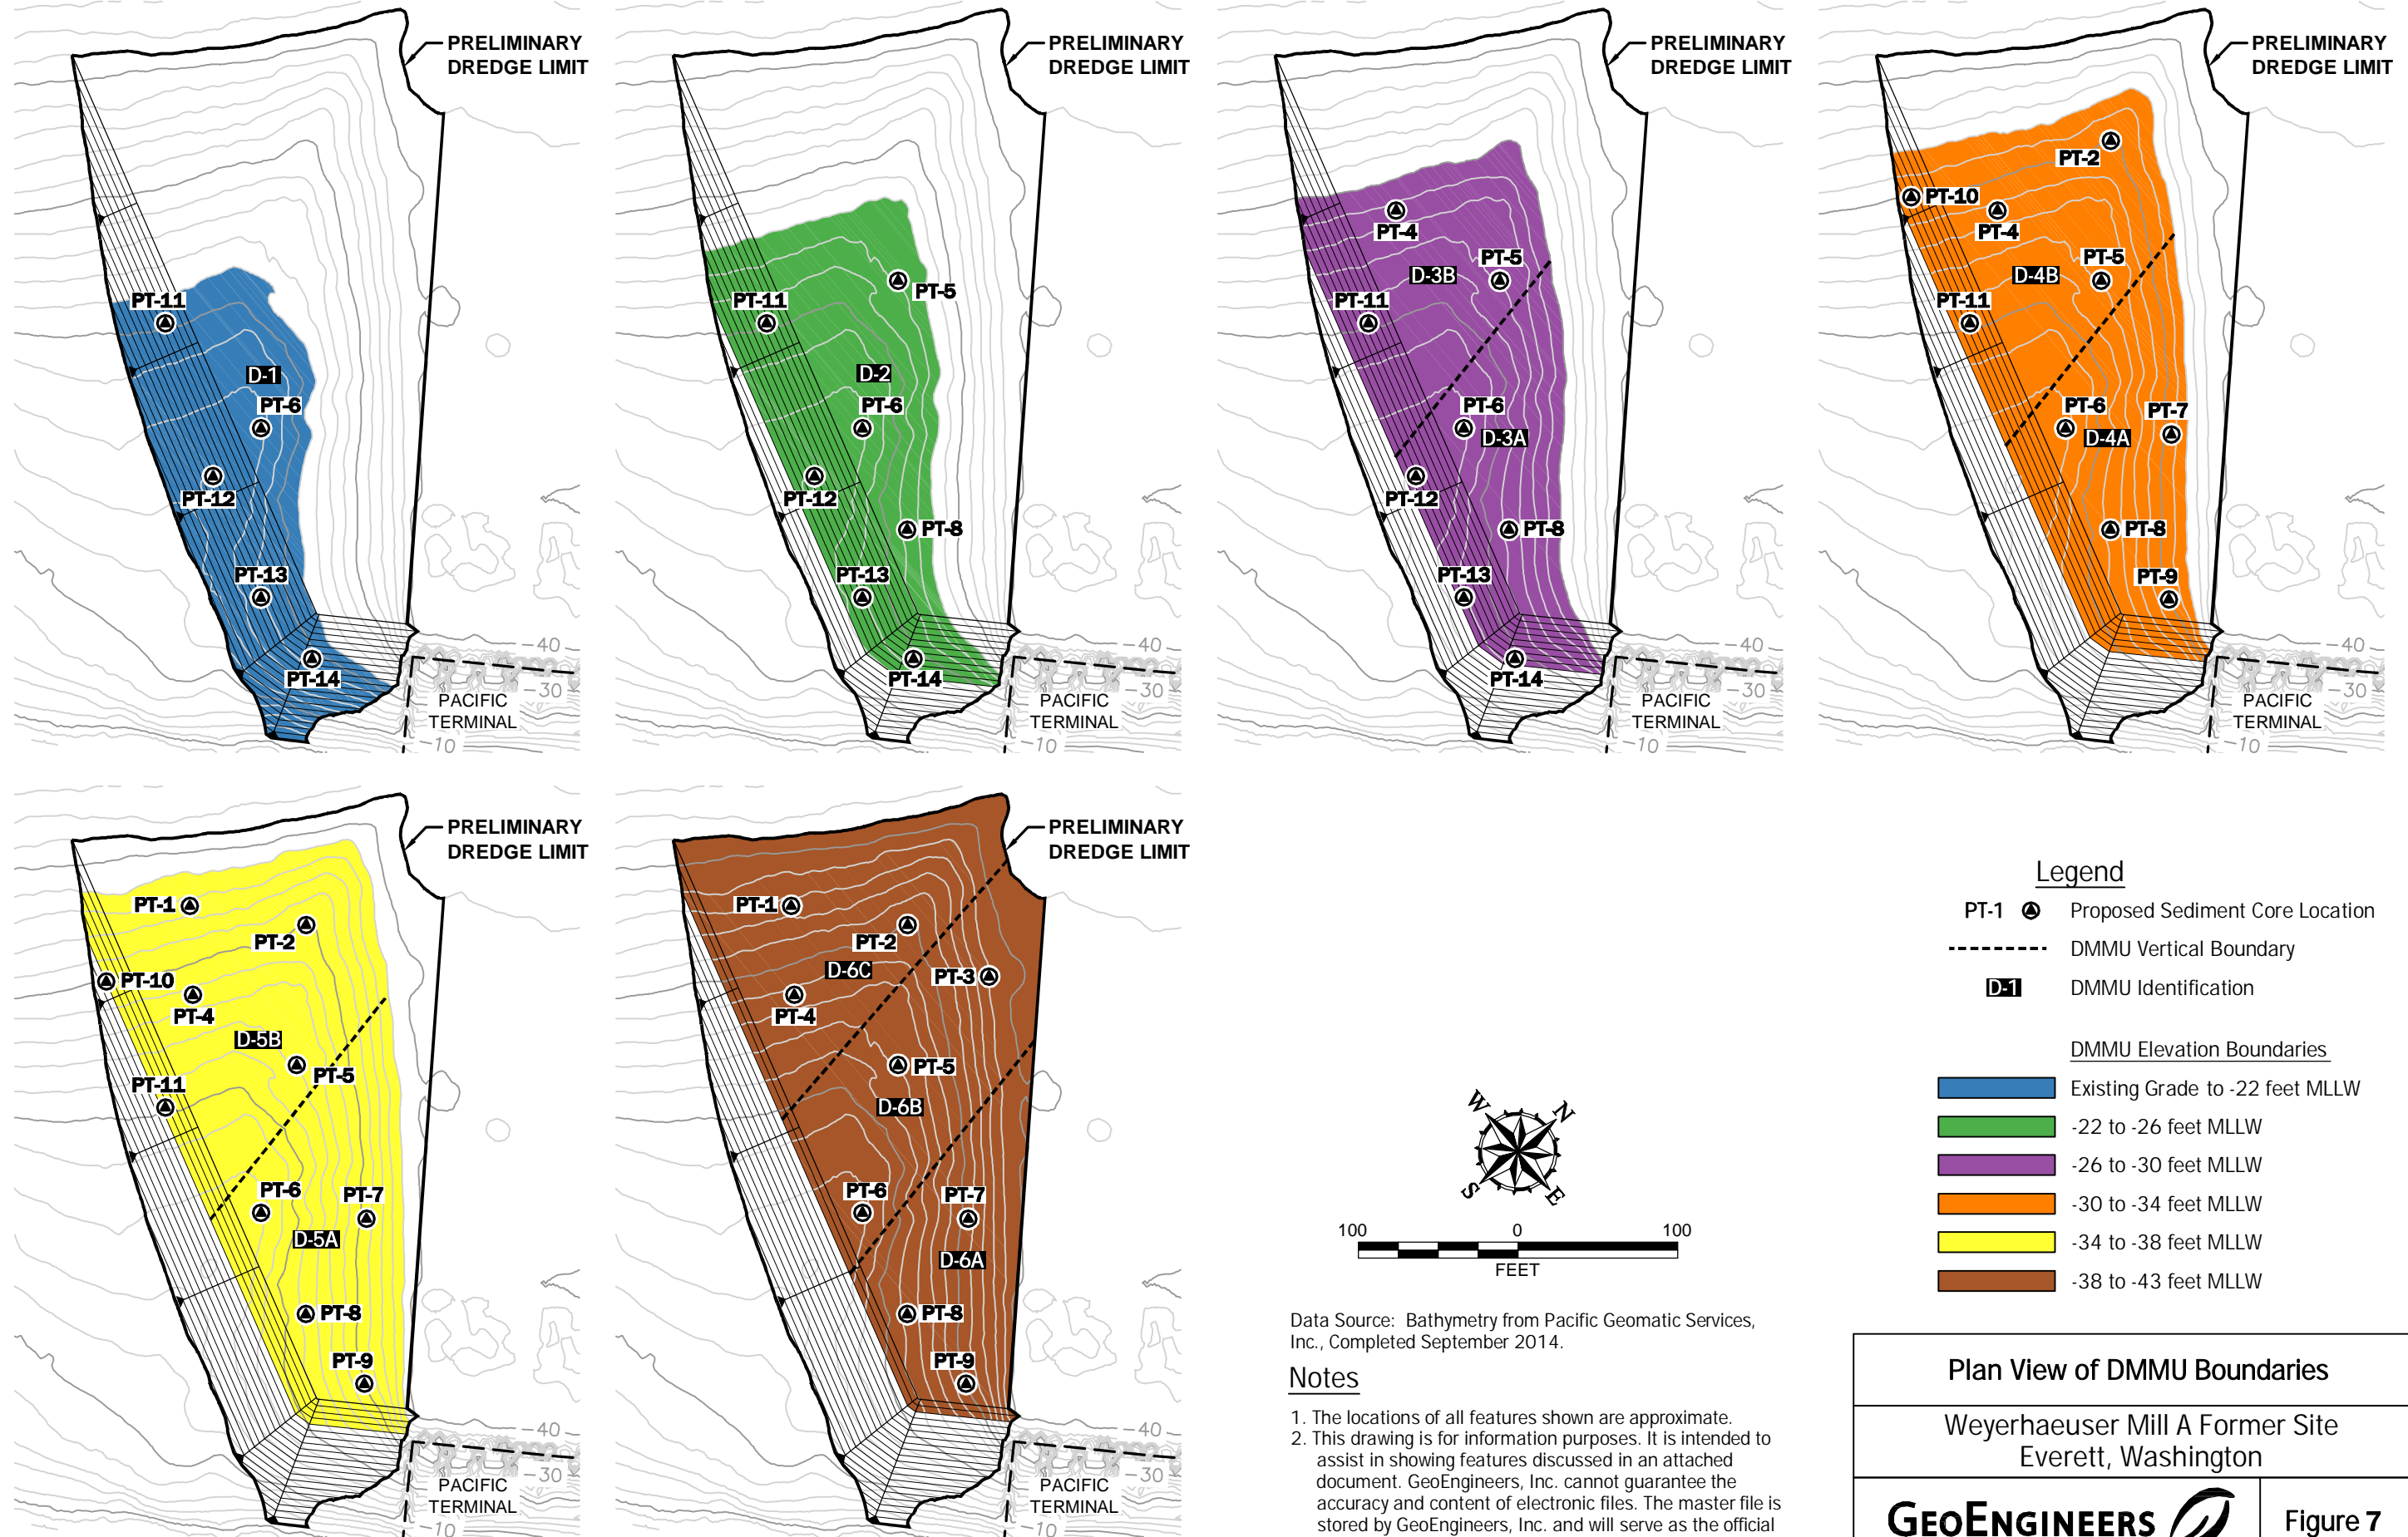 PRELIMINARY
DREDGE LIMIT
PT-11
D-1
PT-6
PT-12
PT-13
PT-14
-40
-30
PACIFIC
TERMINAL
-10
PRELIMINARY
DREDGE LIMIT
PT-5
PT-11
D-2
PT-6
PT-12
PT-8
PT-13
PT-14
-40
-30
PACIFIC
TERMINAL
-10
PRELIMINARY
DREDGE LIMIT
PT-4
PT-5
D-3B
PT-11
PT-6
D-3A
PT-12
PT-8
PT-13
PT-14
-40
-30
PACIFIC
TERMINAL
-10
PRELIMINARY
DREDGE LIMIT
PT-2
PT-10
PT-4
PT-5
D-4B
PT-11
PT-6
PT-7
D-4A
PT-8
PT-9
-40
-30
PACIFIC
TERMINAL
-10
PRELIMINARY
DREDGE LIMIT
PT-1
PT-2
PT-10
PT-4
D-5B
PT-5
PT-11
PT-6
PT-7
D-5A
PT-8
PT-9
-40
-30
PACIFIC
TERMINAL
-10
PRELIMINARY
DREDGE LIMIT
PT-1
PT-2
D-6C
PT-3
PT-4
PT-5
D-6B
PT-6
PT-7
D-6A
PT-8
PT-9
-40
-30
PACIFIC
TERMINAL
-10
W N
S E
100 0 100
FEET
Data Source: Bathymetry from Pacific Geomatic Services,
Inc., Completed September 2014.
Notes
1. The locations of all features shown are approximate.
2. This drawing is for information purposes. It is intended to
assist in showing features discussed in an attached
document. GeoEngineers, Inc. cannot guarantee the
accuracy and content of electronic files. The master file is
stored by GeoEngineers, Inc. and will serve as the official
Legend
PT-1 Proposed Sediment Core Location
DMMU Vertical Boundary
D-1 DMMU Identification
DMMU Elevation Boundaries
Existing Grade to -22 feet MLLW
-22 to -26 feet MLLW
-26 to -30 feet MLLW
-30 to -34 feet MLLW
-34 to -38 feet MLLW
-38 to -43 feet MLLW
Plan View of DMMU Boundaries
Weyerhaeuser Mill A Former Site
Everett, Washington
GEOENGINEERS
Figure 7